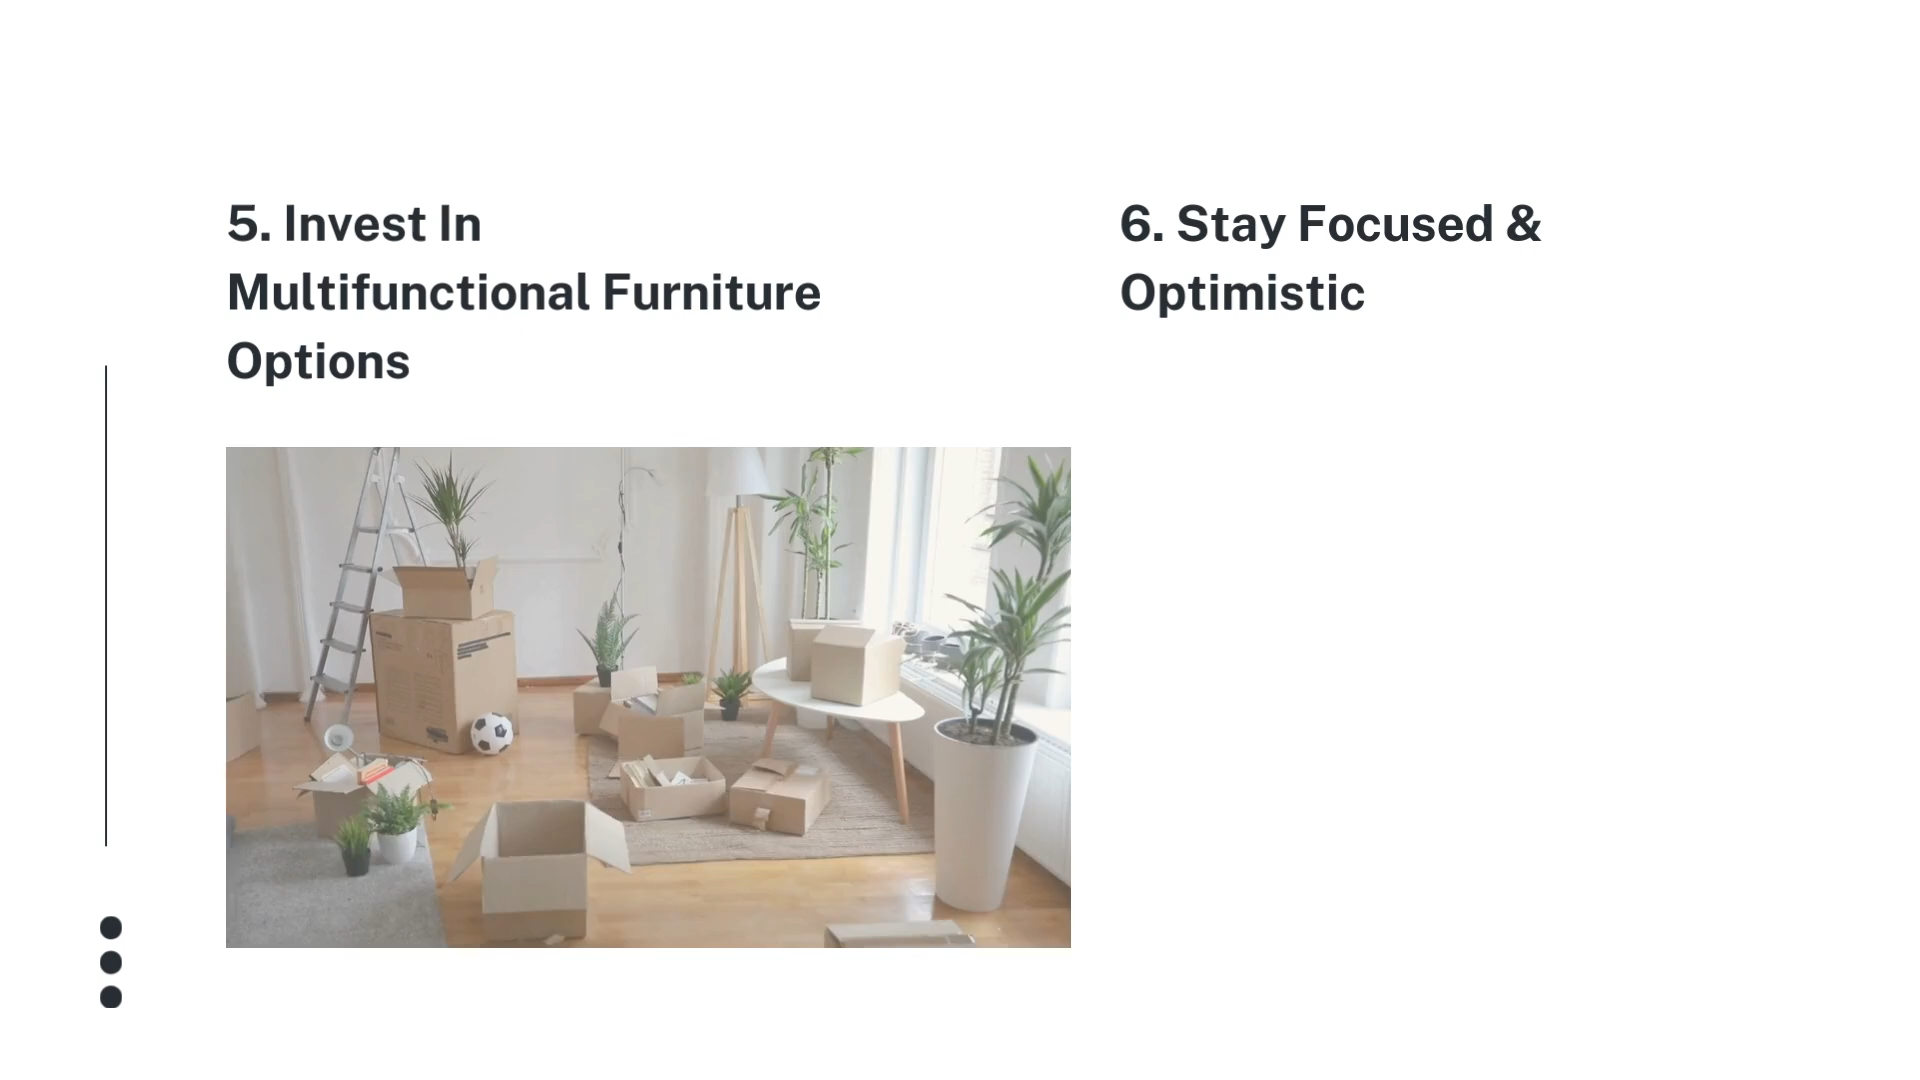 5. Invest In
Multifunctional Furniture
Options
6. Stay Focused &
Optimistic